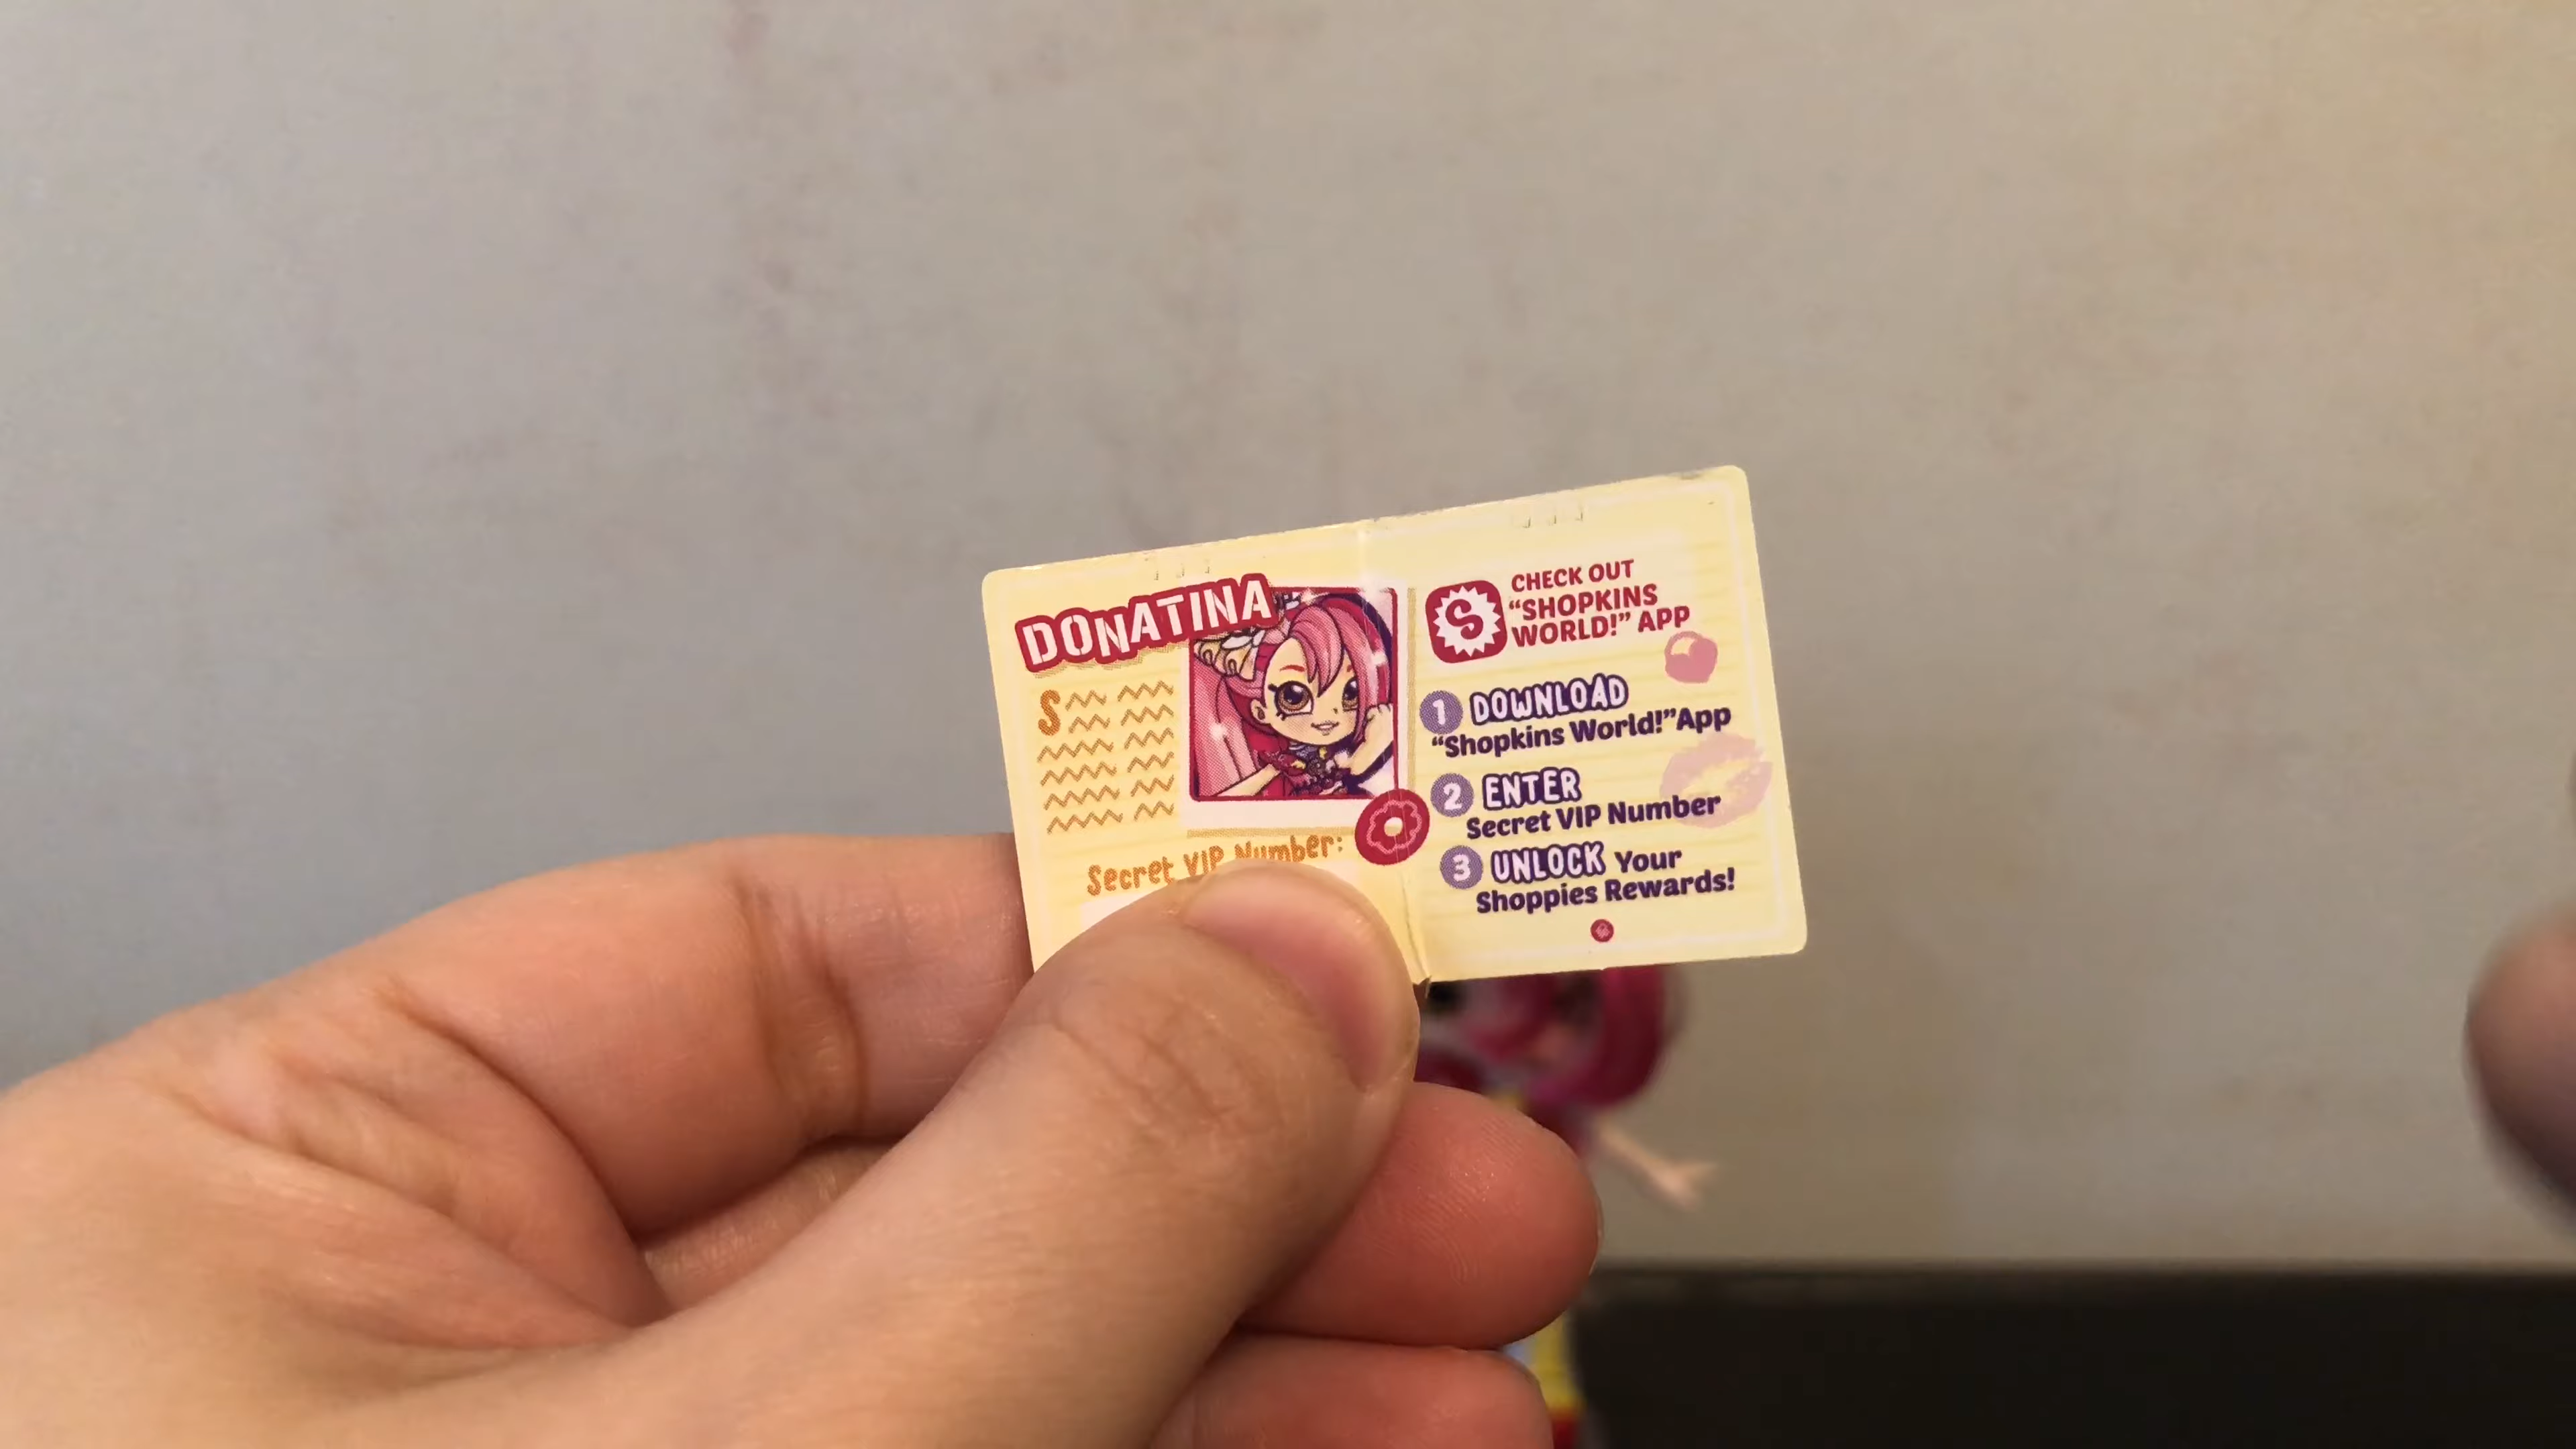 DONATINA
S
Secret VIP Number:
S
CHECK OUT
"SHOPKINS
WORLD!" APP
1 DOWNLOAD
"Shopkins World!" App
2 ENTER
Secret VIP Number
3 UNLOCK Your
Shoppies Rewards!